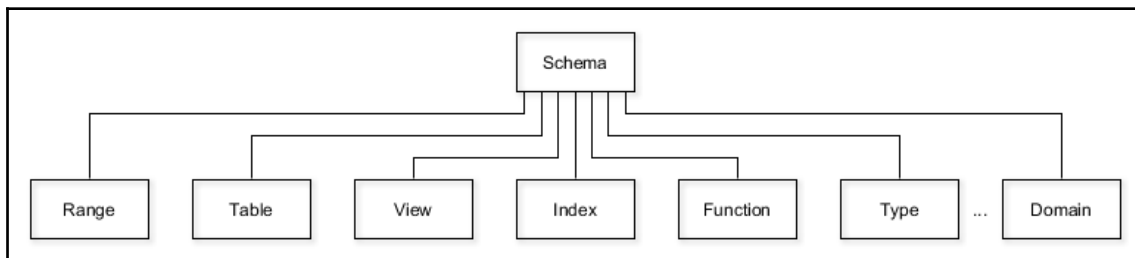 Schema
Range Table View Index Function Type ... Domain